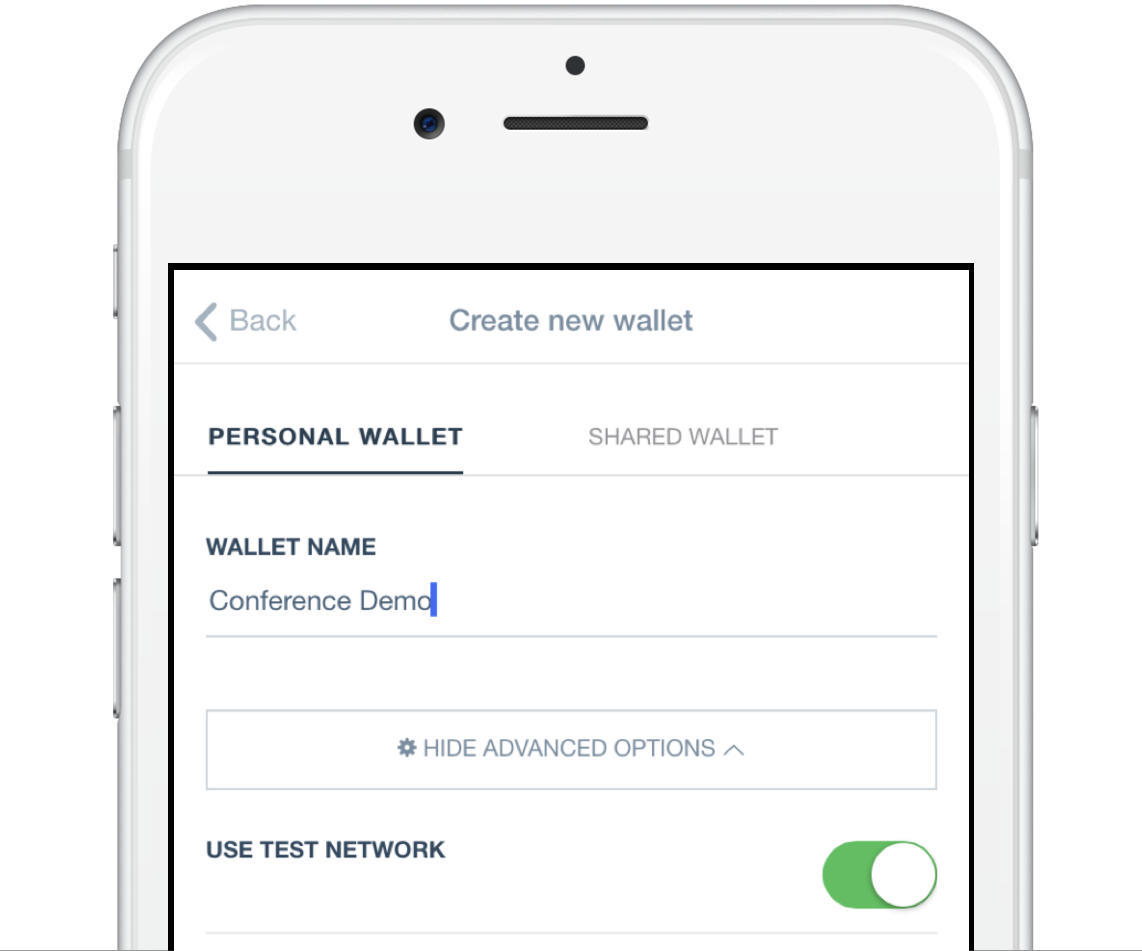 Back
Create new wallet
PERSONAL WALLET
SHARED WALLET
WALLET NAME
Conference Demo
HIDE ADVANCED OPTIONS
USE TEST NETWORK